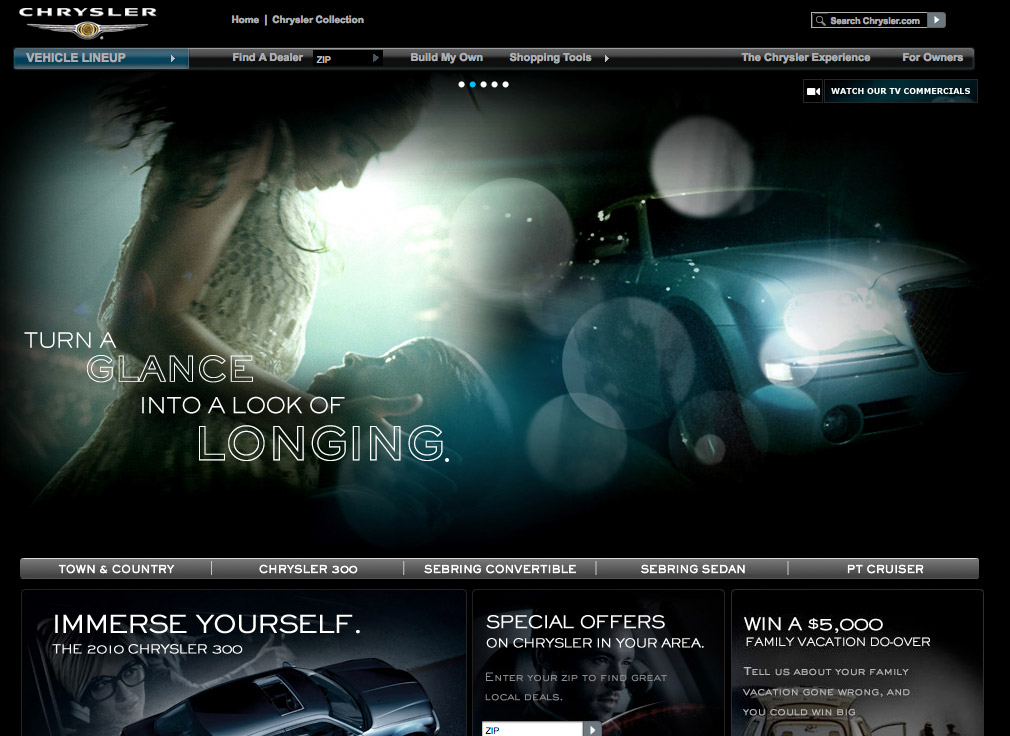 CHRYSLER
Home | Chrysler Collection
Search Chrysler.com
VEHICLE LINEUP
Find A Dealer
ZIP
Build My Own
Shopping Tools
The Chrysler Experience
For Owners
WATCH OUR TV COMMERCIALS
TURN A
GLANCE
INTO A LOOK OF
LONGING.
TOWN & COUNTRY
CHRYSLER 300
SEBRING CONVERTIBLE
SEBRING SEDAN
PT CRUISER
IMMERSE YOURSELF.
THE 2010 CHRYSLER 300
SPECIAL OFFERS
ON CHRYSLER IN YOUR AREA.
ENTER YOUR ZIP TO FIND GREAT
LOCAL DEALS.
ZIP
WIN A $5,000
FAMILY VACATION DO-OVER
TELL US ABOUT YOUR FAMILY
VACATION GONE WRONG, AND
YOU COULD WIN BIG